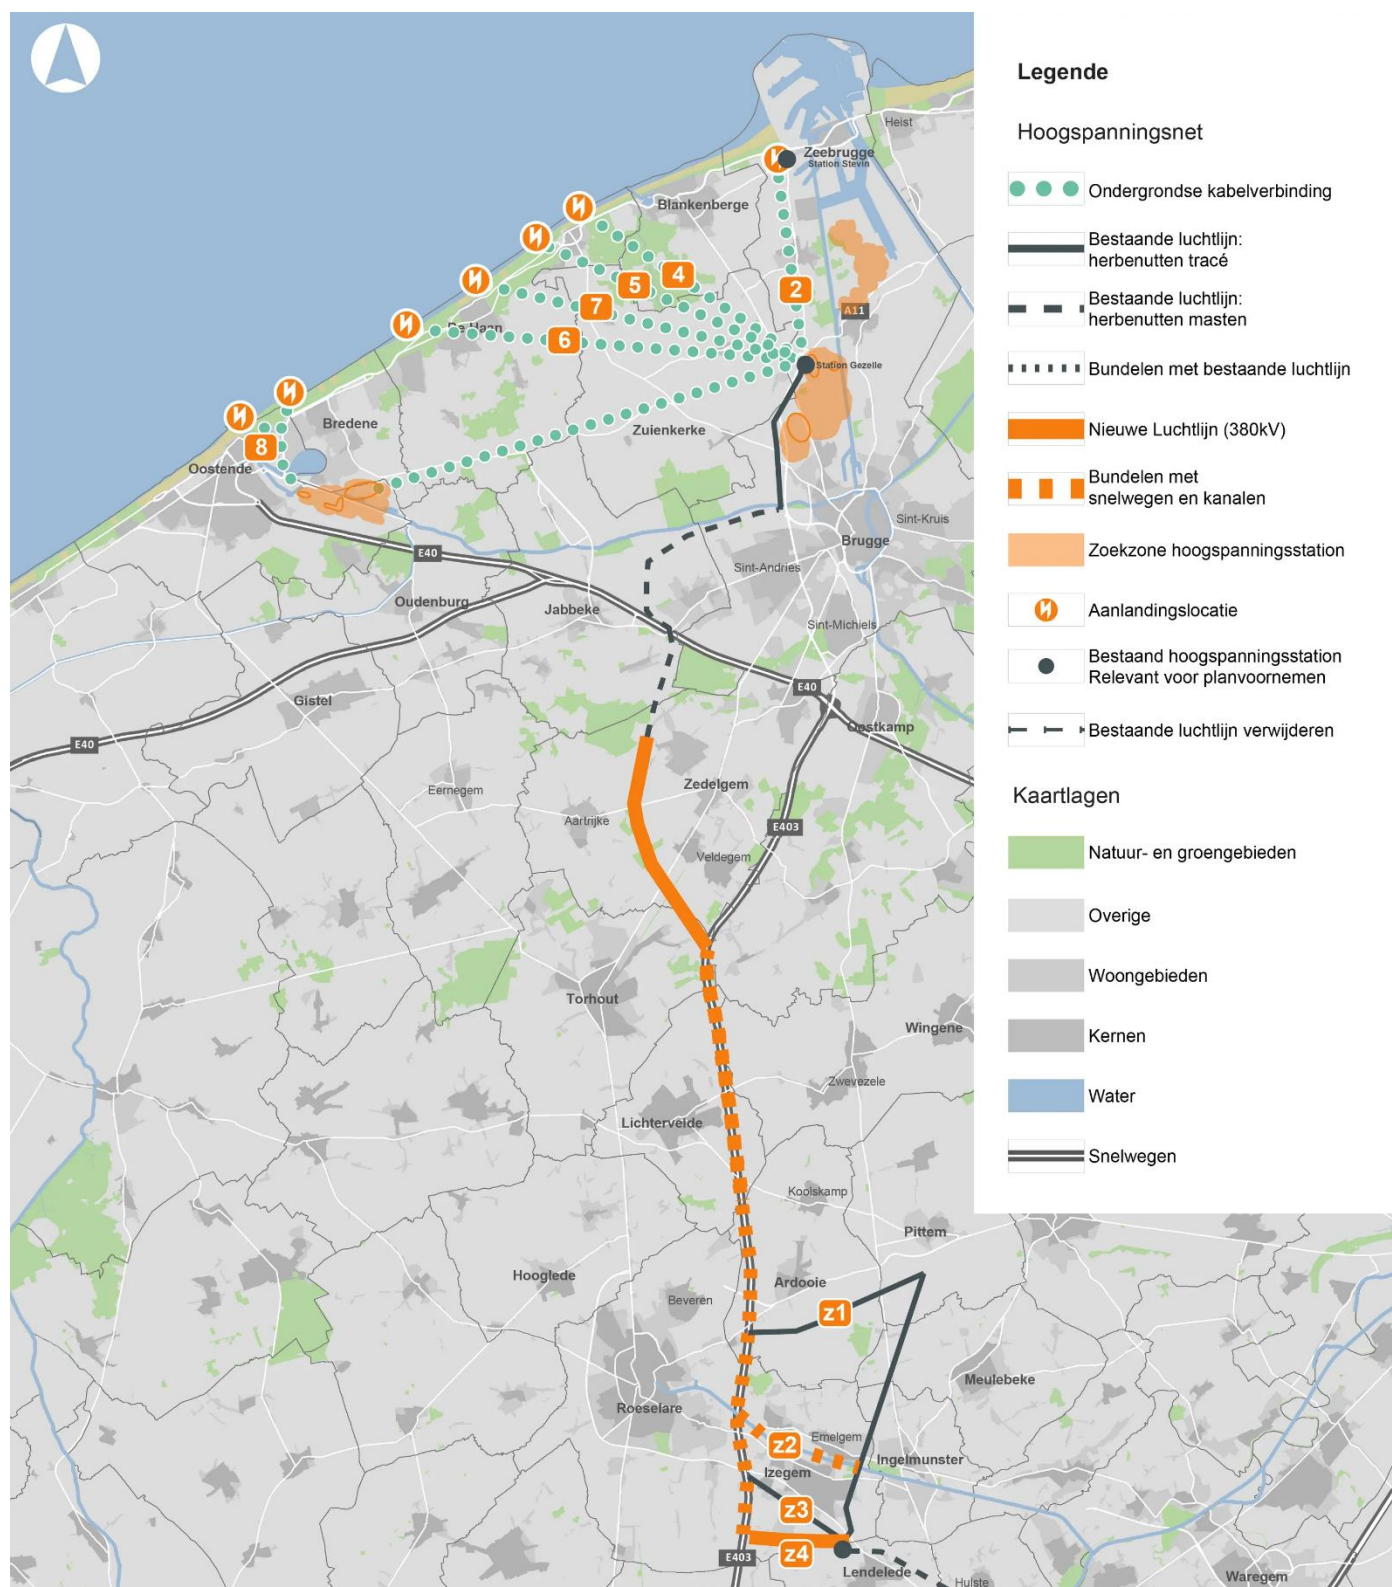 Legende
Hoogspanningsnet
Ondergrondse kabelverbinding
Bestaande luchtlijn:
herbenutten tracé
Bestaande luchtlijn:
herbenutten masten
Bundelen met bestaande luchtlijn
Nieuwe Luchtlijn (380kV)
Bundelen met
snelwegen en kanalen
Zoekzone hoogspanningsstation
Aanlandingslocatie
Bestaand hoogspanningsstation
Relevant voor planvoornemen
Bestaande luchtlijn verwijderen
Kaartlagen
Natuur- en groengebieden
Overige
Woongebieden
Kernen
Water
Snelwegen
Heist
Zeebrugge
Station Stevin
Blankenberge
4
5
2
7
A11
De Haan
6
Station Gezelle
Bredene
Zuienkerke
8
Oostende
Sint-Kruis
Brugge
E40
Sint-Andries
Oudenburg
Jabbeke
Sint-Michiels
E40
Gistel
Oostkamp
E40
Zedelgem
Eernegem
Aartrijke
E403
Veldegem
Torhout
Wingene
Zwevezele
Lichtervelde
Koolskamp
Pittem
Hooglede
Ardooie
Beveren
z1
Meulebeke
Roeselare
Emelgem
z2
Ingelmunster
Izegem
z3
z4
E403
Lendelede
Hulste
Waregem